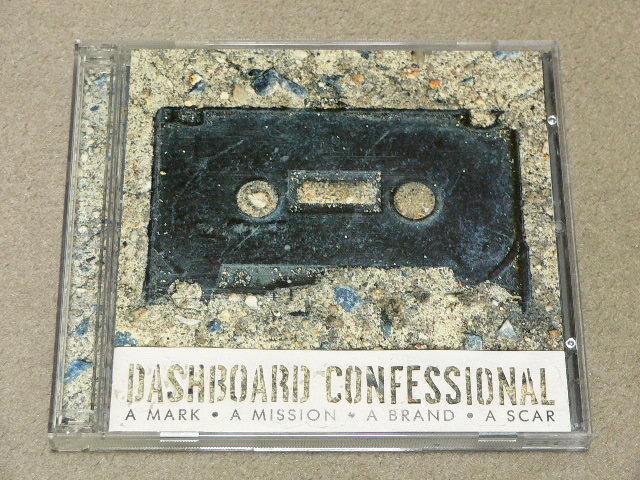 DASHBOARD CONFESSIONAL
A MARK • A MISSION • A BRAND • A SCAR